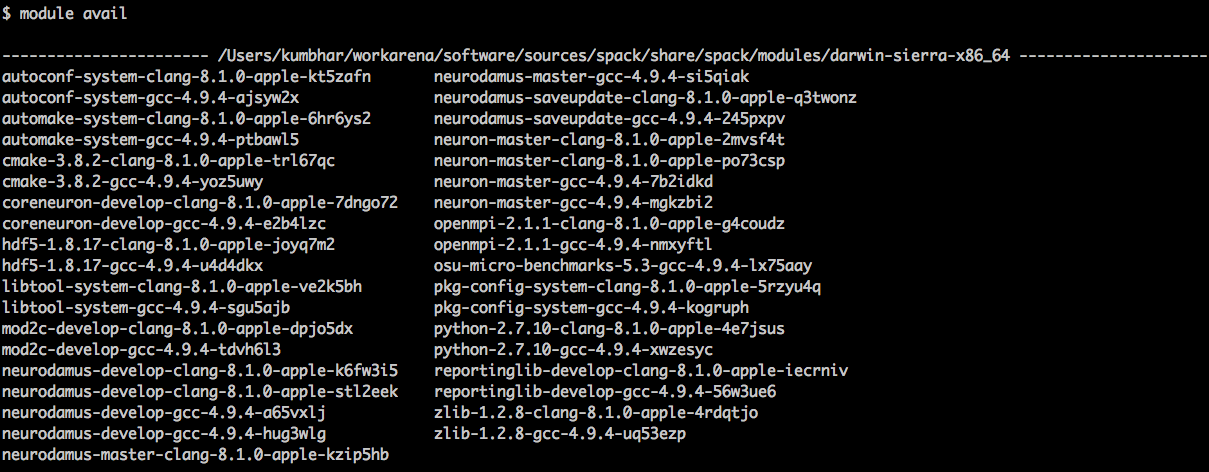 $ module avail
----------------------- /Users/kumbhar/workarena/software/sources/spack/share/spack/modules/darwin-sierra-x86_64 ---------------------
autoconf-system-clang-8.1.0-apple-kt5zafn neurodamus-master-gcc-4.9.4-si5qiak
autoconf-system-gcc-4.9.4-ajsyw2x neurodamus-saveupdate-clang-8.1.0-apple-q3twonz
automake-system-clang-8.1.0-apple-6hr6ys2 neurodamus-saveupdate-gcc-4.9.4-245pxpv
automake-system-gcc-4.9.4-ptbawl5 neuron-master-clang-8.1.0-apple-2mvsf4t
cmake-3.8.2-clang-8.1.0-apple-trl67qc neuron-master-clang-8.1.0-apple-po73csp
cmake-3.8.2-gcc-4.9.4-yoz5uwy neuron-master-gcc-4.9.4-7b2idkd
coreneuron-develop-clang-8.1.0-apple-7dngo72 neuron-master-gcc-4.9.4-mgkzbi2
coreneuron-develop-gcc-4.9.4-e2b4lzc openmpi-2.1.1-clang-8.1.0-apple-g4coudz
hdf5-1.8.17-clang-8.1.0-apple-joyq7m2 openmpi-2.1.1-gcc-4.9.4-nmxyftl
hdf5-1.8.17-gcc-4.9.4-u4d4dkx osu-micro-benchmarks-5.3-gcc-4.9.4-lx75aay
libtool-system-clang-8.1.0-apple-ve2k5bh pkg-config-system-clang-8.1.0-apple-5rzyu4q
libtool-system-gcc-4.9.4-sgu5ajb pkg-config-system-gcc-4.9.4-kogruph
mod2c-develop-clang-8.1.0-apple-dpjo5dx python-2.7.10-clang-8.1.0-apple-4e7jsus
mod2c-develop-gcc-4.9.4-tdvh6l3 python-2.7.10-gcc-4.9.4-xwzesyc
neurodamus-develop-clang-8.1.0-apple-k6fw3i5 reportinglib-develop-clang-8.1.0-apple-iecrniv
neurodamus-develop-clang-8.1.0-apple-stl2eek reportinglib-develop-gcc-4.9.4-56w3ue6
neurodamus-develop-gcc-4.9.4-a65vxlj zlib-1.2.8-clang-8.1.0-apple-4rdqtjo
neurodamus-develop-gcc-4.9.4-hug3wlg zlib-1.2.8-gcc-4.9.4-uq53ezp
neurodamus-master-clang-8.1.0-apple-kzip5hb